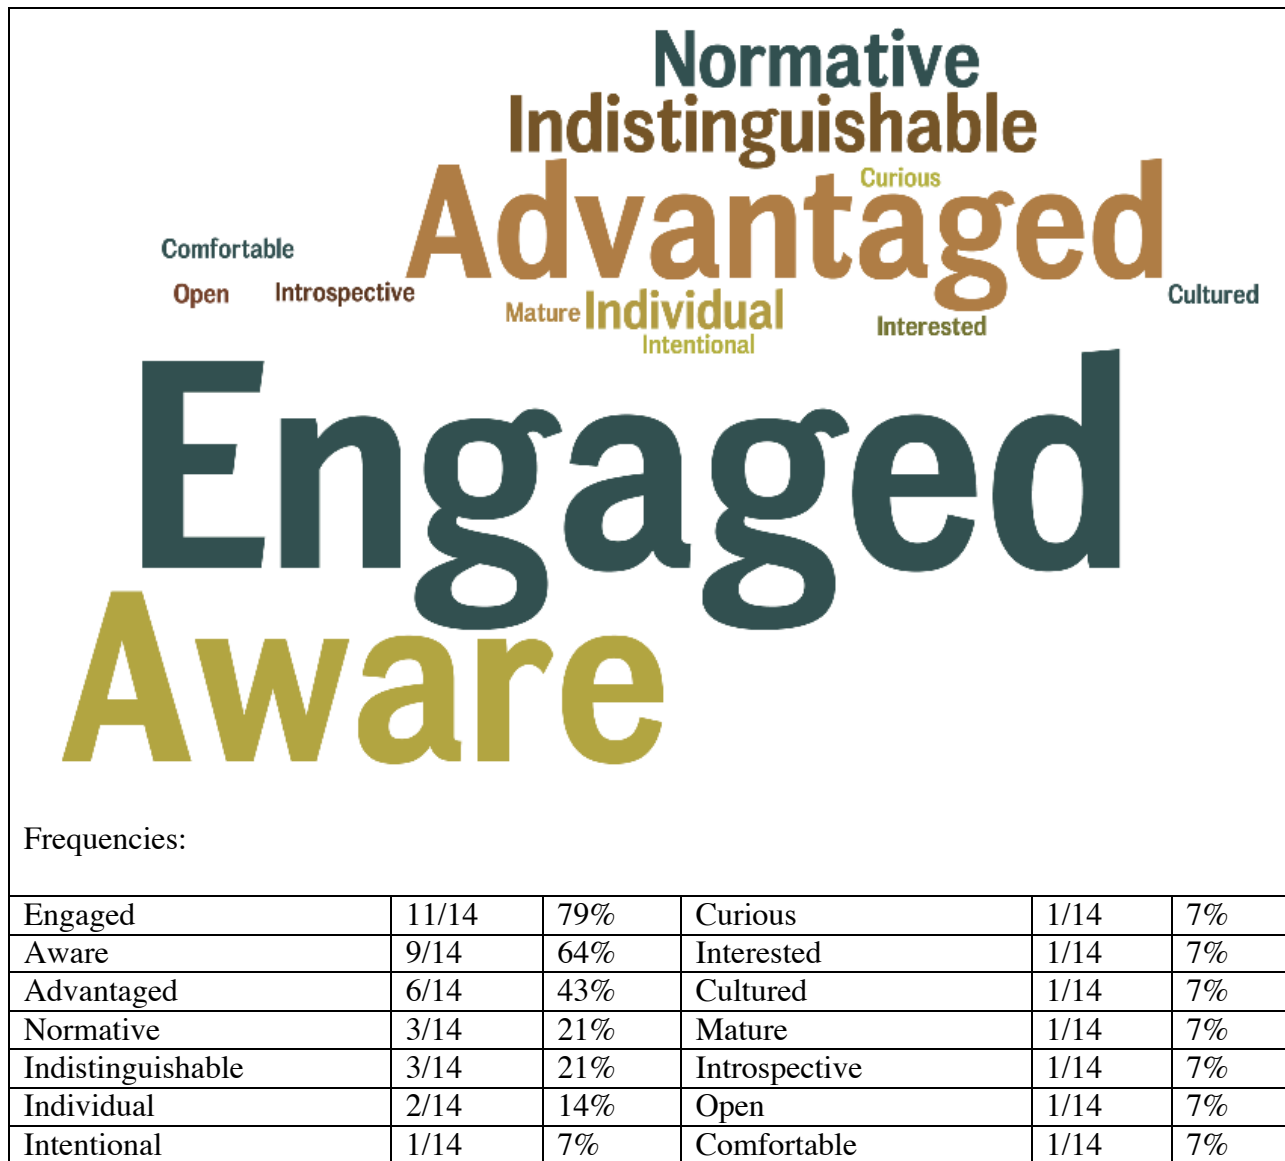 Normative
Indistinguishable
Curious
Advantaged
Comfortable
Open
Introspective
Mature
Individual
Intentional
Interested
Cultured
Engaged
Aware
Frequencies:
Engaged 11/14 79% Curious 1/14 7%
Aware 9/14 64% Interested 1/14 7%
Advantaged 6/14 43% Cultured 1/14 7%
Normative 3/14 21% Mature 1/14 7%
Indistinguishable 3/14 21% Introspective 1/14 7%
Individual 2/14 14% Open 1/14 7%
Intentional 1/14 7% Comfortable 1/14 7%